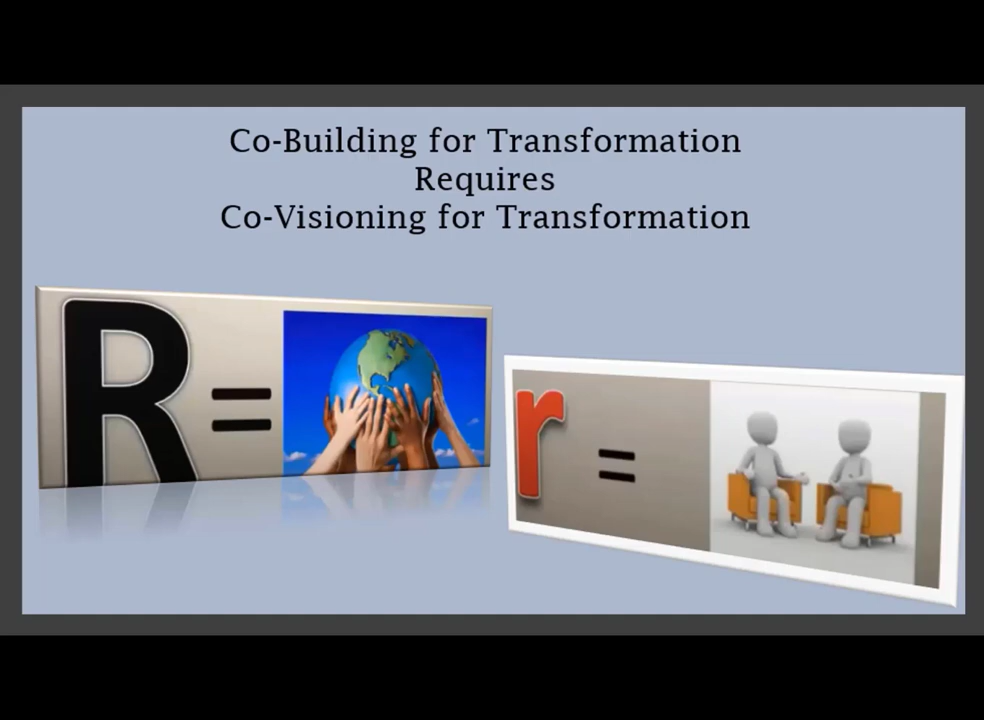 Co-Building for Transformation
Requires
Co-Visioning for Transformation
R=
r =